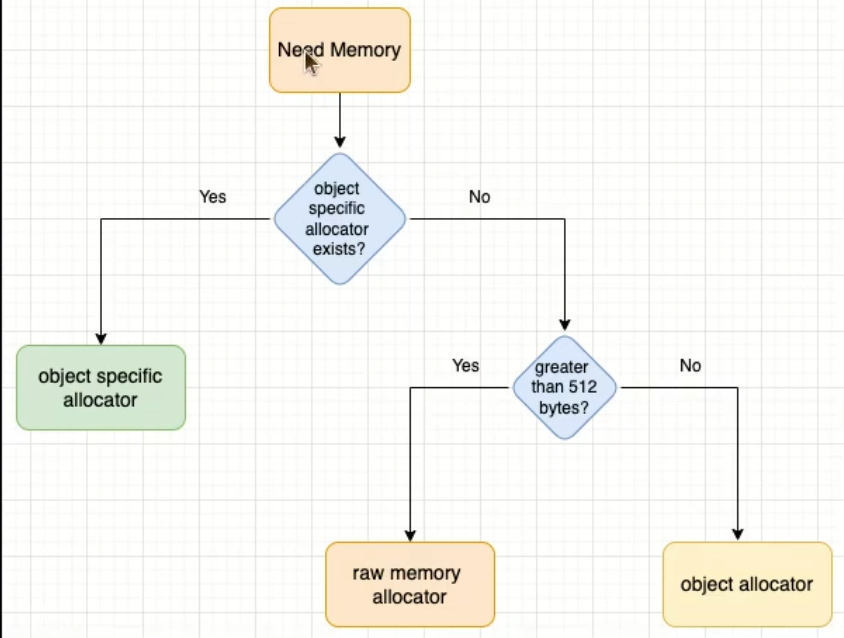 Need Memory
object
specific
allocator
exists?
Yes
No
object specific
allocator
greater
than 512
bytes?
Yes
No
raw memory
allocator
object allocator